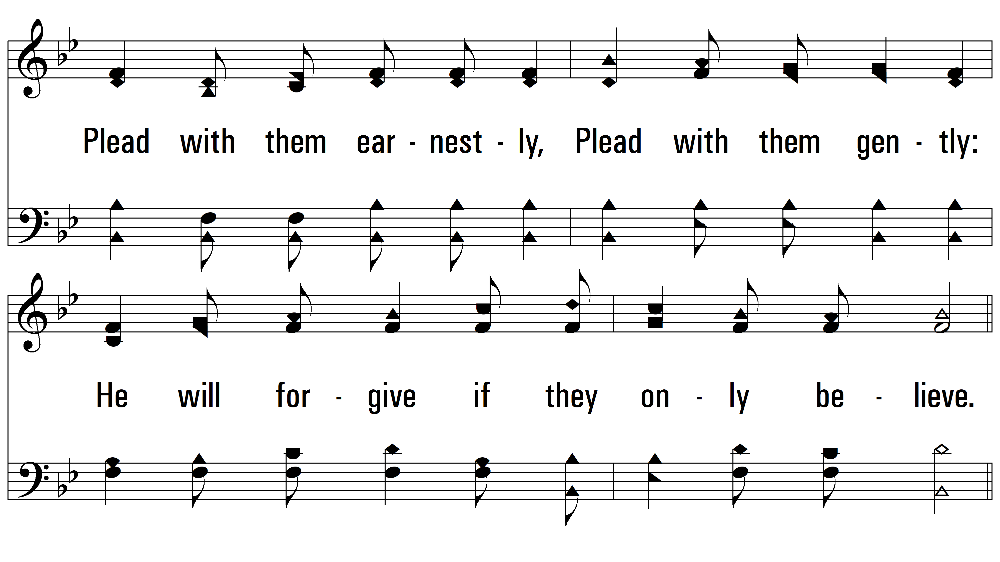 Plead with them ear - nest - ly, Plead with them gen - tly:
He will for - give if they on - ly be - lieve.